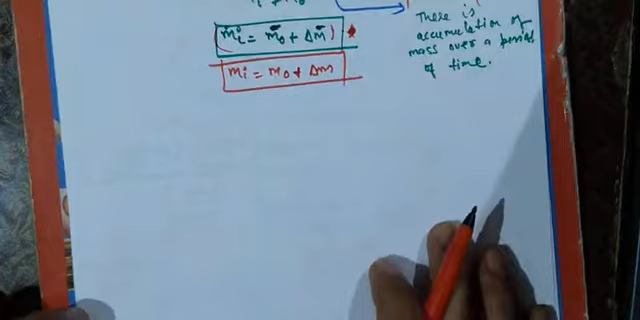 There is
accumulation of
ṁi = ṁo + Δṁ
mass over a period
of time.
mi = mo + Δm